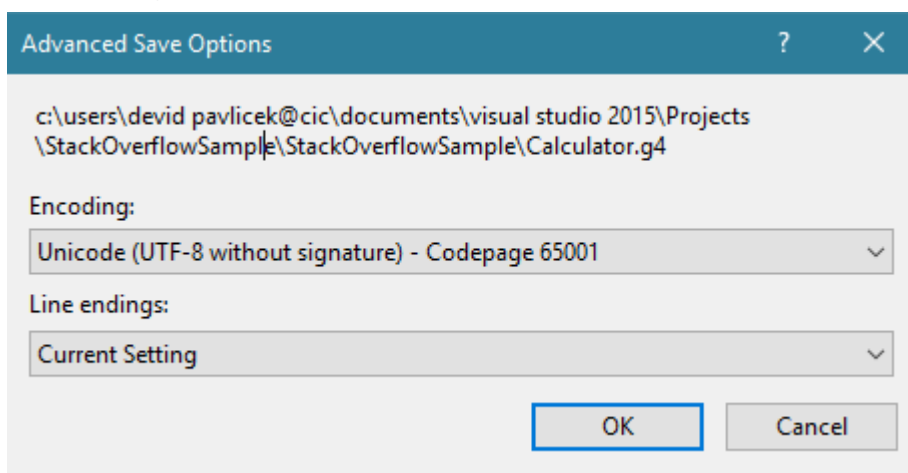 Advanced Save Options
c:\users\devid pavlicek@cic\documents\visual studio 2015\Projects
\StackOverflowSample\StackOverflowSample\Calculator.g4
Encoding:
Unicode (UTF-8 without signature) - Codepage 65001
Line endings:
Current Setting
OK Cancel